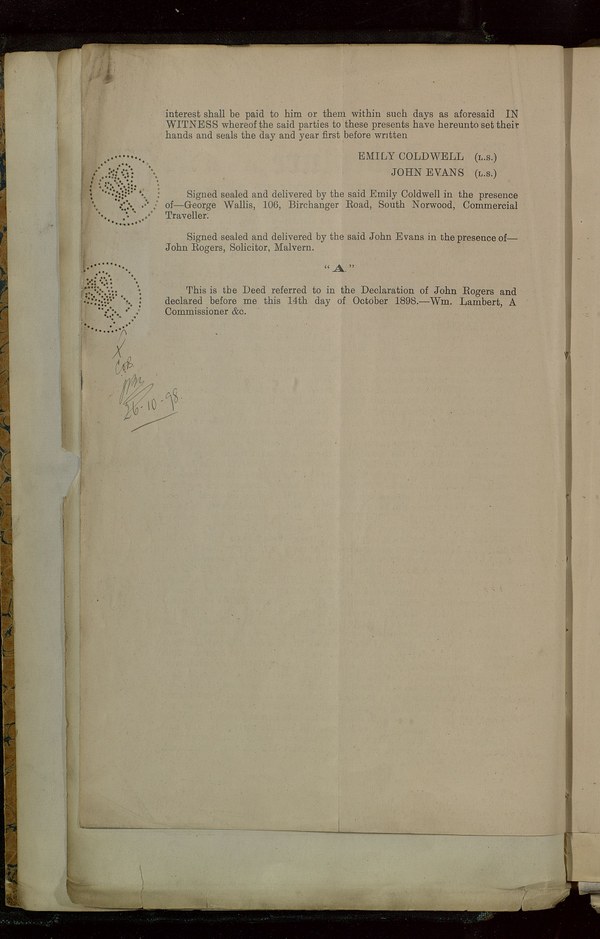 interest shall be paid to him or them within such days as aforesaid IN
WITNESS whereof the said parties to these presents have hereunto set their
hands and seals the day and year first before written
EMILY COLDWELL (L.S.)
JOHN EVANS (L.S.)
Signed sealed and delivered by the said Emily Coldwell in the presence
of—George Wallis, 106, Birchanger Road, South Norwood, Commercial
Traveller.
Signed sealed and delivered by the said John Evans in the presence of—
John Rogers, Solicitor, Malvern.
"A"
This is the Deed referred to in the Declaration of John Rogers and
declared before me this 14th day of October 1898.—Wm. Lambert, A
Commissioner &c.
26-10-98